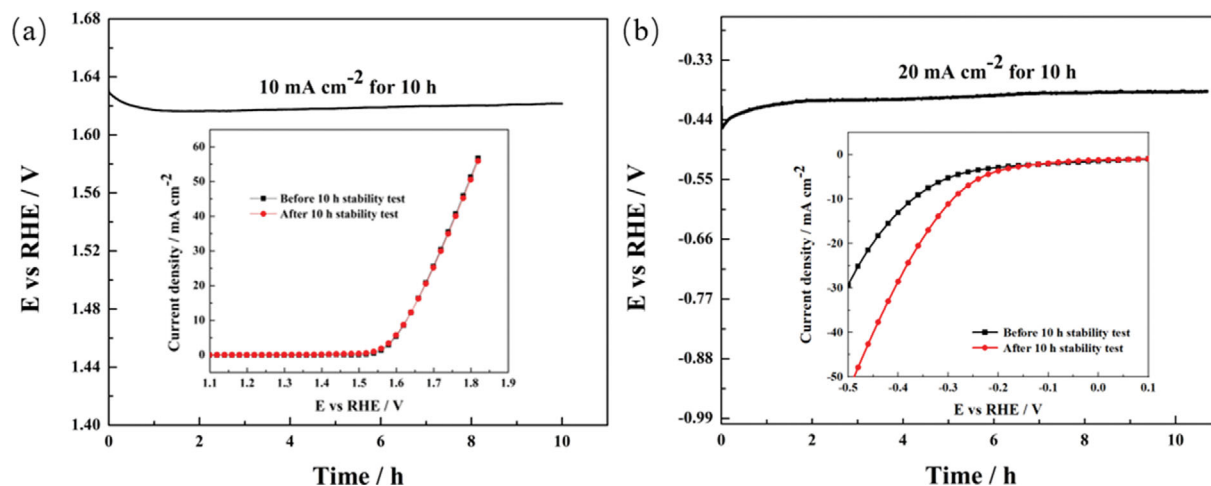 (a)
1.68
1.64
1.60
1.56
1.52
1.48
1.44
1.40
E vs RHE / V
10 mA cm⁻² for 10 h
60
50
40
30
20
10
0
Current density / mA cm⁻²
Before 10 h stability test
After 10 h stability test
1.1 1.2 1.3 1.4 1.5 1.6 1.7 1.8 1.9
E vs RHE / V
0 2 4 6 8 10
Time / h
(b)
-0.33
-0.44
-0.55
-0.66
-0.77
-0.88
-0.99
E vs RHE / V
20 mA cm⁻² for 10 h
0
-10
-20
-30
-40
-50
Current density / mA cm⁻²
Before 10 h stability test
After 10 h stability test
-0.5 -0.4 -0.3 -0.2 -0.1 0.0 0.1
E vs RHE / V
0 2 4 6 8 10
Time / h